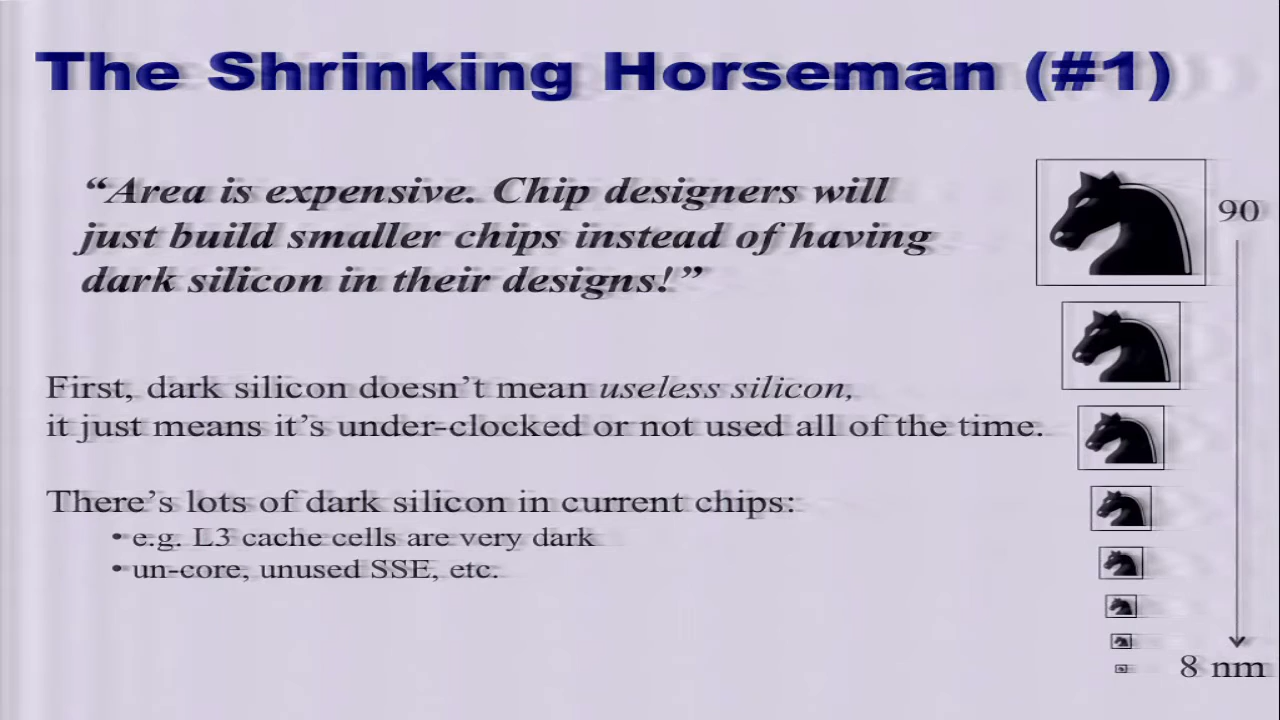 The Shrinking Horseman (#1)
“Area is expensive. Chip designers will
just build smaller chips instead of having
dark silicon in their designs!”
90
First, dark silicon doesn’t mean useless silicon,
it just means it’s under-clocked or not used all of the time.
There’s lots of dark silicon in current chips:
• e.g. L3 cache cells are very dark
• un-core, unused SSE, etc.
8 nm